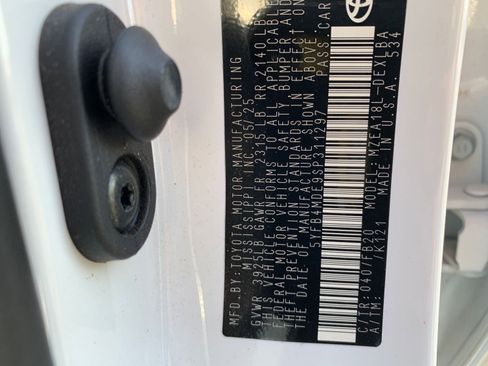 MFD.BY:TOYOTA MOTOR MANUFACTURING
MISSISSIPPI INC. 05/25
GVWR 3925LB GAWR FR 2315LB RR 2140LB
THIS VEHICLE CONFORMS TO ALL APPLICABLE
FEDERAL MOTOR VEHICLE SAFETY, BUMPER AND
THEFT PREVENTION STANDARDS IN EFFECT ON
THE DATE OF MANUFACTURE SHOWN ABOVE.
5YFB4MDE9SP311297 PASS.CAR
C/TR:040/FB20 MODEL:MZEA18L-DEXLBA
A/TM: /K121 MADE IN U.S.A. 534